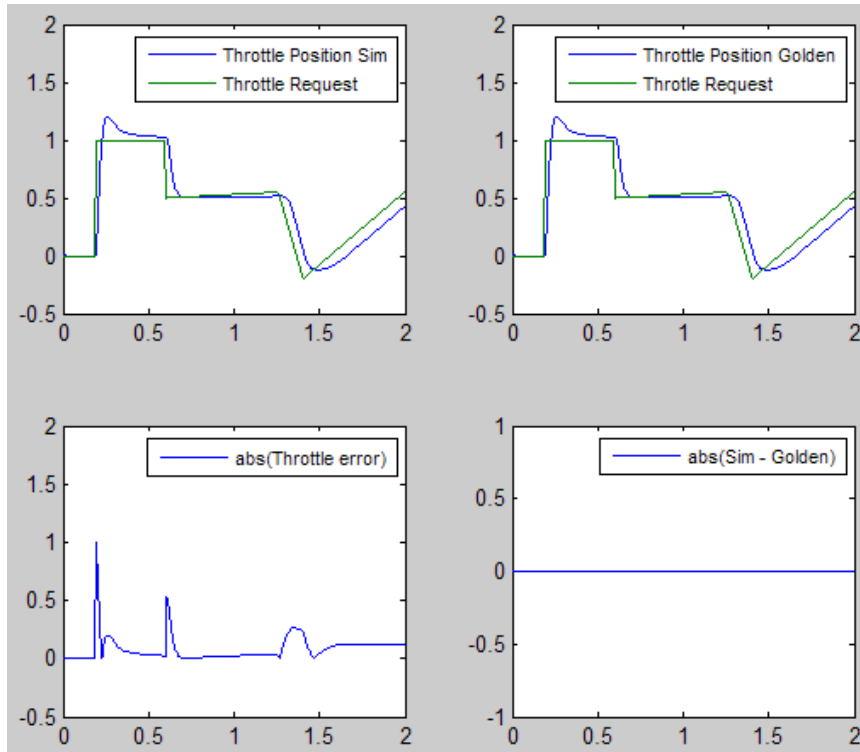 2
1.5
1
0.5
0
-0.5
0 0.5 1 1.5 2
Throttle Position Sim
Throttle Request
2
1.5
1
0.5
0
-0.5
0 0.5 1 1.5 2
Throttle Position Golden
Throtle Request
2
1.5
1
0.5
0
-0.5
0 0.5 1 1.5 2
abs(Throttle error)
1
0.5
0
-0.5
-1
0 0.5 1 1.5 2
abs(Sim - Golden)